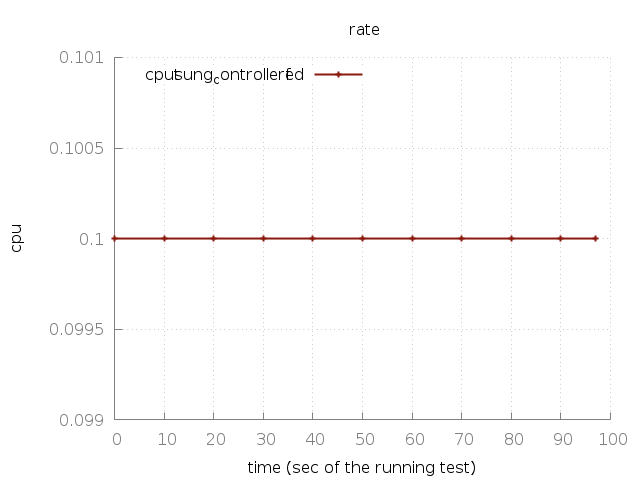 rate
0.101
cputsung_controllerfd
0.1005
0.1
cpu
0.0995
0.099
0 10 20 30 40 50 60 70 80 90 100
time (sec of the running test)